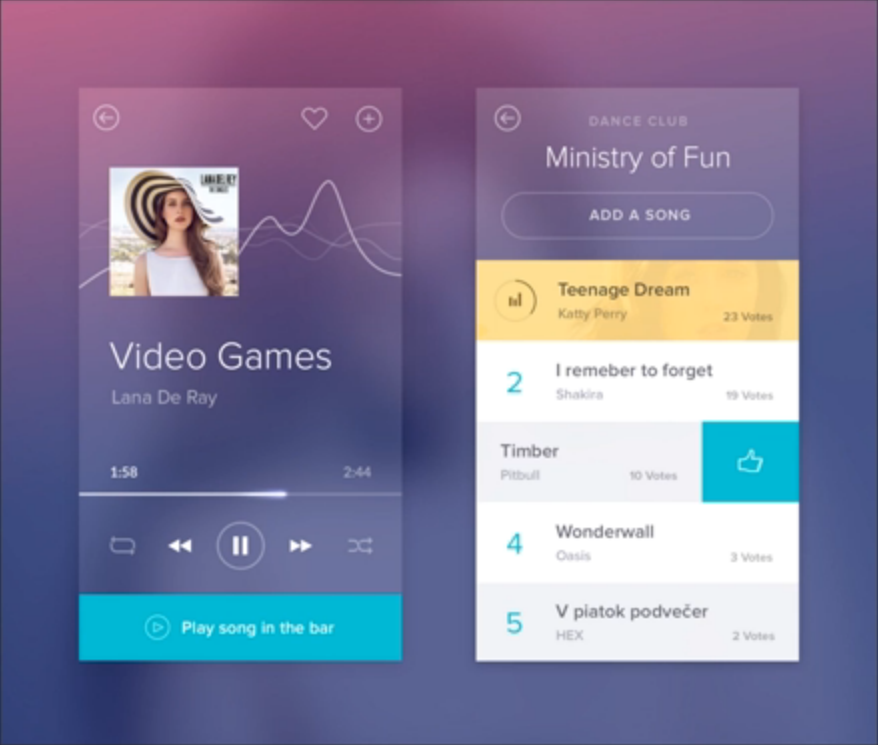 LANA DEL REY
Video Games
Lana De Ray
1:58
2:44
Play song in the bar
DANCE CLUB
Ministry of Fun
ADD A SONG
Teenage Dream
Katty Perry
23 Votes
2
I remeber to forget
Shakira
19 Votes
Timber
Pitbull
10 Votes
4
Wonderwall
Oasis
3 Votes
5
V piatok podvečer
HEX
2 Votes